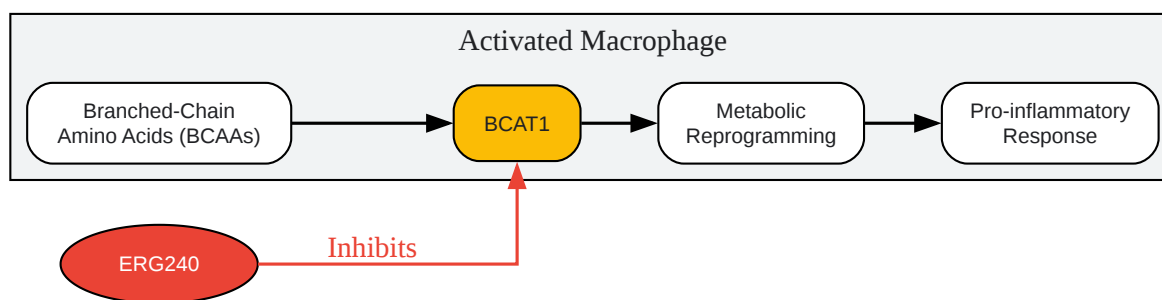 Activated Macrophage
Branched-Chain
Amino Acids (BCAAs)
BCAT1
Metabolic
Reprogramming
Pro-inflammatory
Response
Inhibits
ERG240